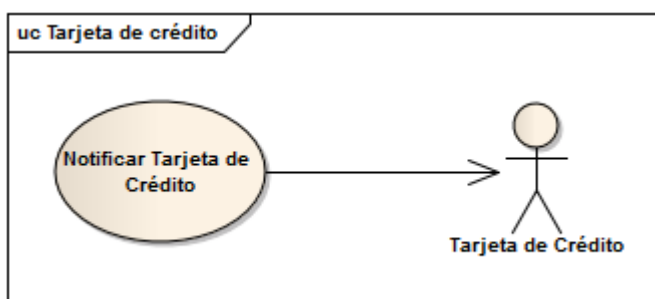 uc Tarjeta de crédito
Notificar Tarjeta de
Crédito
Tarjeta de Crédito